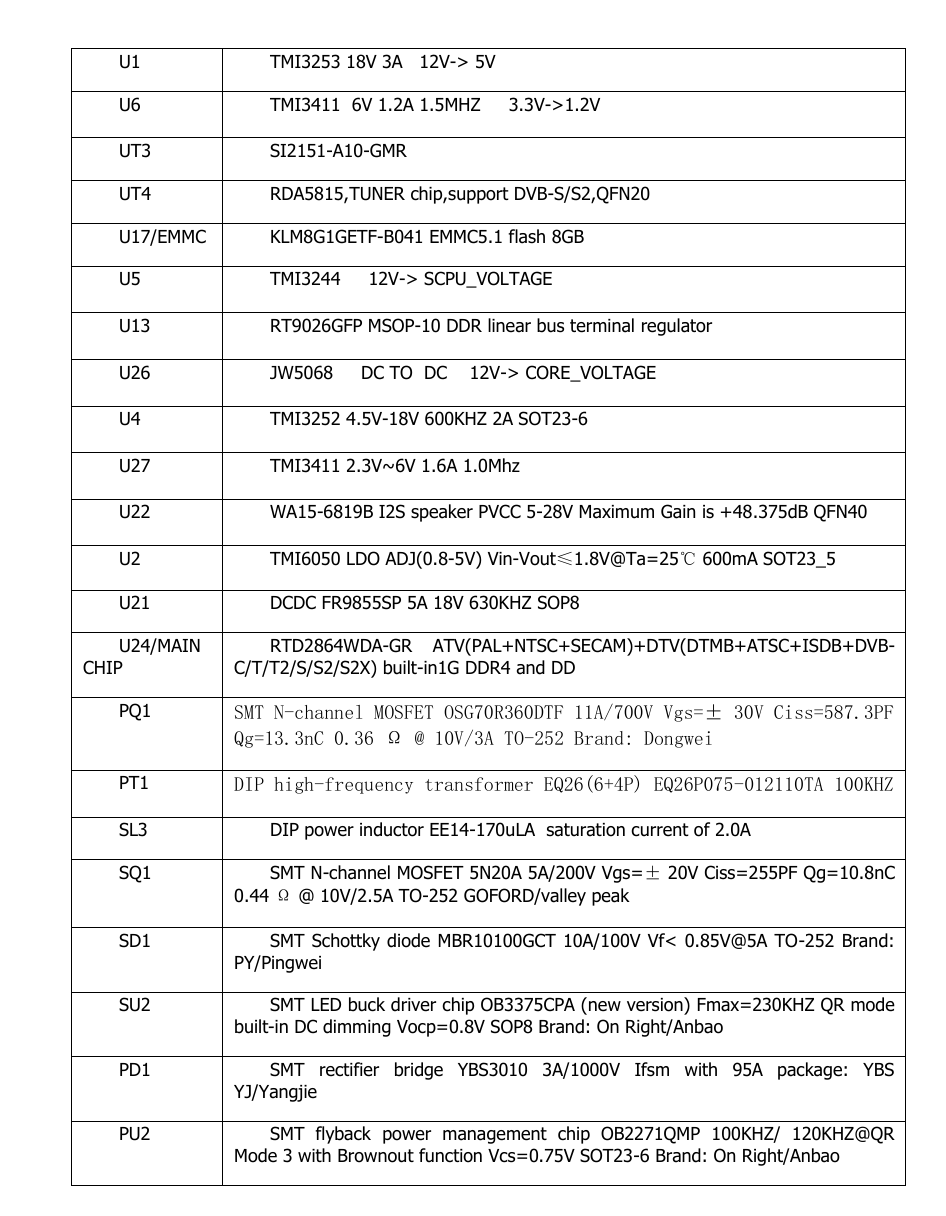 U1 TMI3253 18V 3A 12V-> 5V
U6 TMI3411 6V 1.2A 1.5MHZ 3.3V->1.2V
UT3 SI2151-A10-GMR
UT4 RDA5815,TUNER chip,support DVB-S/S2,QFN20
U17/EMMC KLM8G1GETF-B041 EMMC5.1 flash 8GB
U5 TMI3244 12V-> SCPU_VOLTAGE
U13 RT9026GFP MSOP-10 DDR linear bus terminal regulator
U26 JW5068 DC TO DC 12V-> CORE_VOLTAGE
U4 TMI3252 4.5V-18V 600KHZ 2A SOT23-6
U27 TMI3411 2.3V~6V 1.6A 1.0Mhz
U22 WA15-6819B I2S speaker PVCC 5-28V Maximum Gain is +48.375dB QFN40
U2 TMI6050 LDO ADJ(0.8-5V) Vin-Vout≤1.8V@Ta=25℃ 600mA SOT23_5
U21 DCDC FR9855SP 5A 18V 630KHZ SOP8
U24/MAIN RTD2864WDA-GR ATV(PAL+NTSC+SECAM)+DTV(DTMB+ATSC+ISDB+DVB-
CHIP C/T/T2/S/S2/S2X) built-in1G DDR4 and DD
PQ1 SMT N-channel MOSFET OSG70R360DTF 11A/700V Vgs=± 30V Ciss=587.3PF
Qg=13.3nC 0.36 Ω @ 10V/3A TO-252 Brand: Dongwei
PT1 DIP high-frequency transformer EQ26(6+4P) EQ26P075-012110TA 100KHZ
SL3 DIP power inductor EE14-170uLA saturation current of 2.0A
SQ1 SMT N-channel MOSFET 5N20A 5A/200V Vgs=± 20V Ciss=255PF Qg=10.8nC
0.44 Ω @ 10V/2.5A TO-252 GOFORD/valley peak
SD1 SMT Schottky diode MBR10100GCT 10A/100V Vf< 0.85V@5A TO-252 Brand:
PY/Pingwei
SU2 SMT LED buck driver chip OB3375CPA (new version) Fmax=230KHZ QR mode
built-in DC dimming Vocp=0.8V SOP8 Brand: On Right/Anbao
PD1 SMT rectifier bridge YBS3010 3A/1000V Ifsm with 95A package: YBS
YJ/Yangjie
PU2 SMT flyback power management chip OB2271QMP 100KHZ/ 120KHZ@QR
Mode 3 with Brownout function Vcs=0.75V SOT23-6 Brand: On Right/Anbao